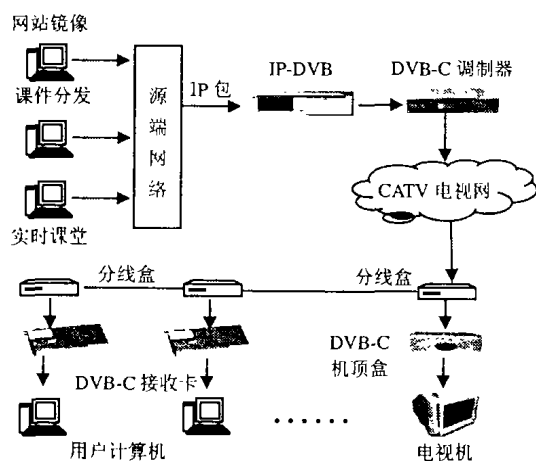 网站镜像
课件分发
实时课堂
源端网络
IP 包
IP-DVB
DVB-C 调制器
CATV 电视网
分线盒
分线盒
DVB-C 接收卡
DVB-C
机顶盒
······
用户计算机
电视机